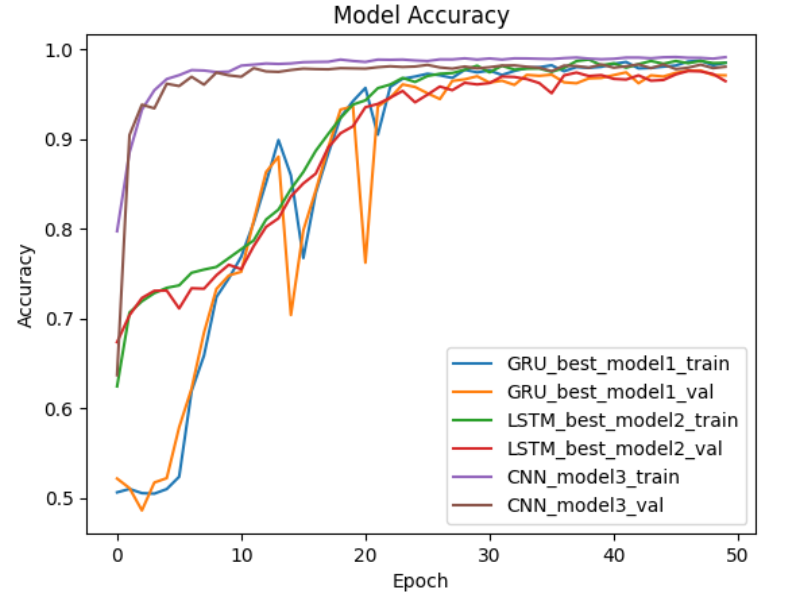 Model Accuracy
1.0
0.9
0.8
0.7
0.6
0.5
Accuracy
GRU_best_model1_train
GRU_best_model1_val
LSTM_best_model2_train
LSTM_best_model2_val
CNN_model3_train
CNN_model3_val
0 10 20 30 40 50
Epoch